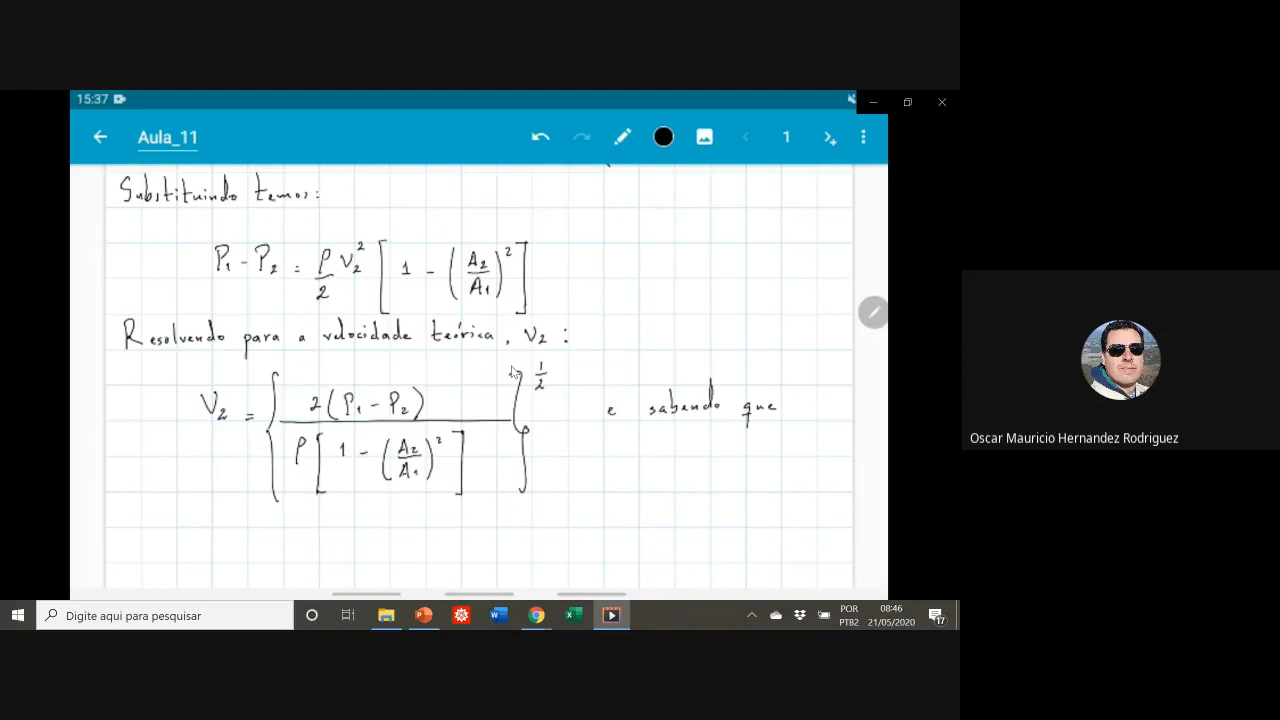 15:37
Aula_11
1
Substituindo temos:
P₁ - P₂ = ρ/2 V₂² [ 1 - (A₂/A₁)² ]
Resolvendo para a velocidade teórica, V₂ :
V₂ = { 2(P₁ - P₂) / ρ[ 1 - (A₂/A₁)² ] }^1/2 e sabendo que
Oscar Mauricio Hernandez Rodriguez
Digite aqui para pesquisar
POR
PTB2
08:46
21/05/2020
17